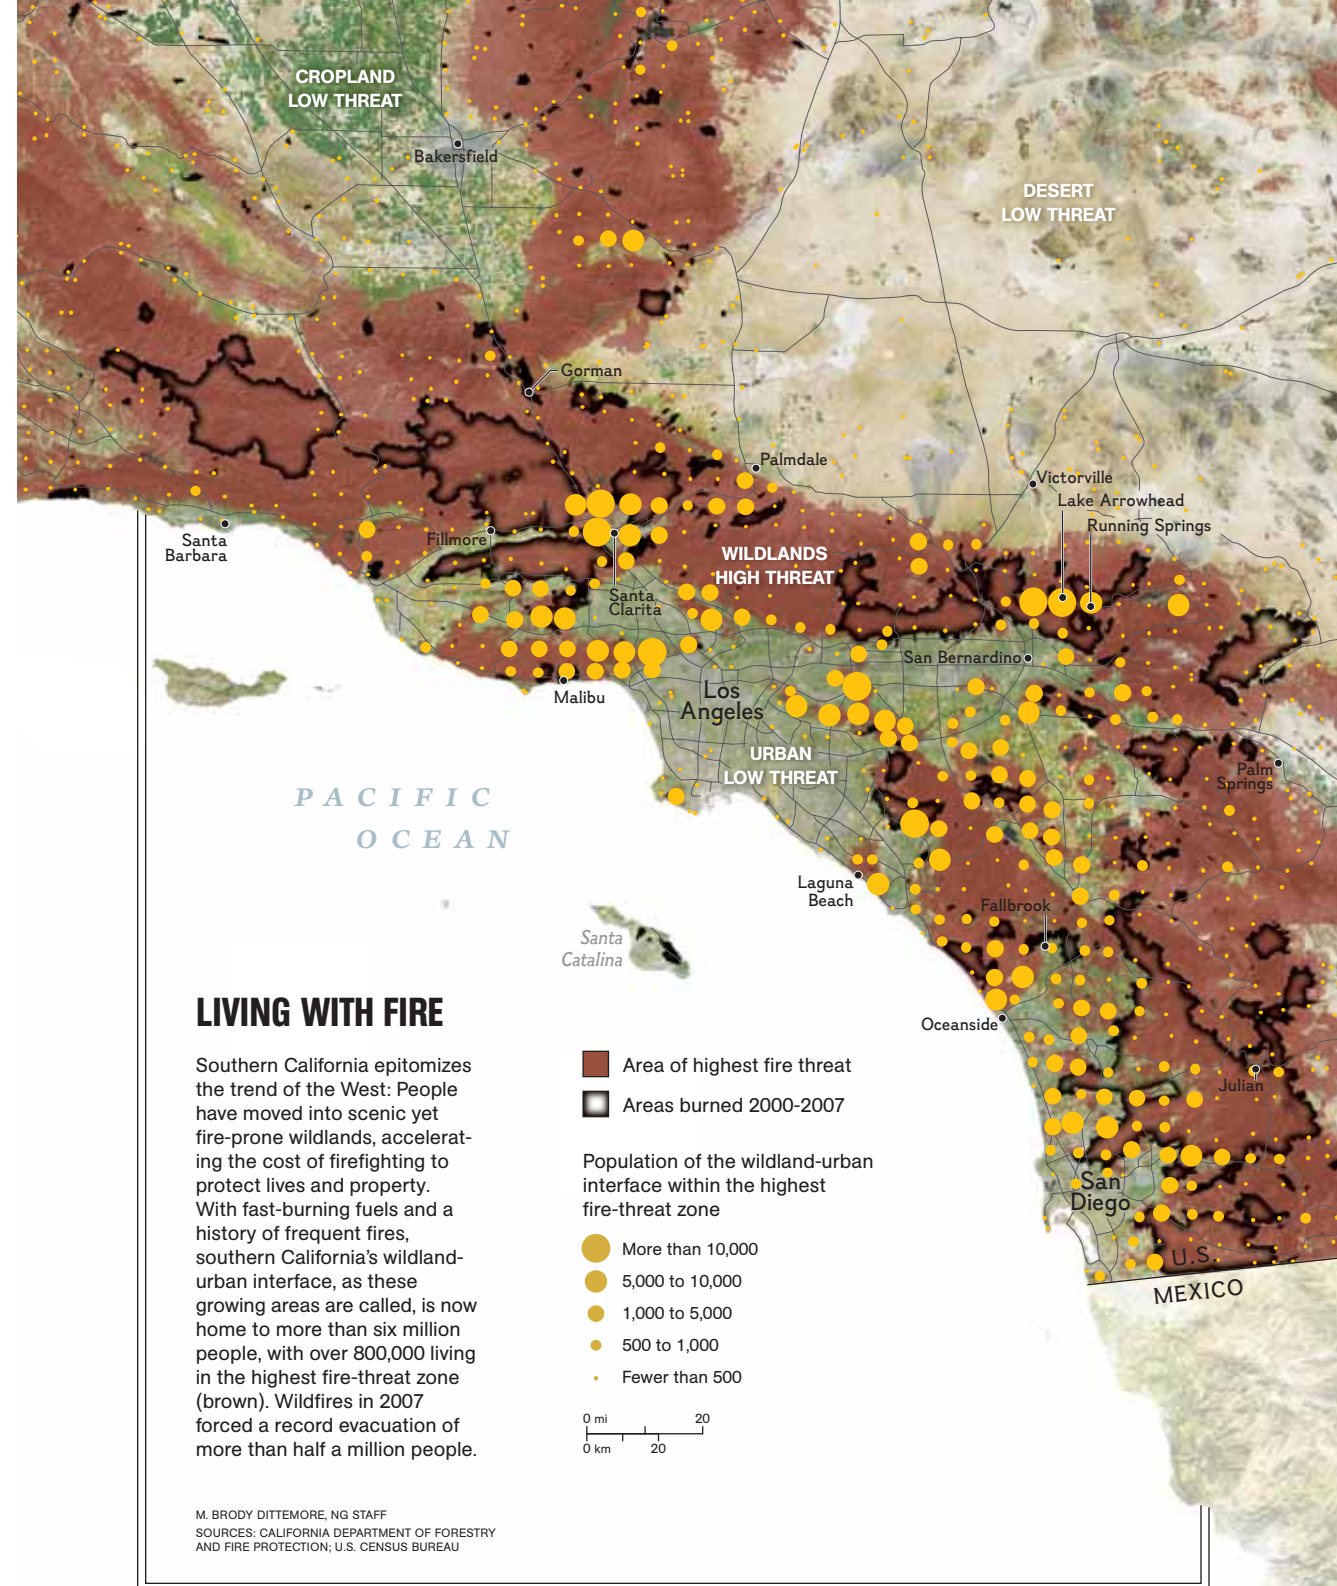 CROPLAND
LOW THREAT
Bakersfield
DESERT
LOW THREAT
Gorman
Palmdale
Victorville
Lake Arrowhead
Running Springs
Santa
Barbara
Fillmore
WILDLANDS
HIGH THREAT
Santa
Clarita
San Bernardino
Malibu
Los
Angeles
URBAN
LOW THREAT
Palm
Springs
PACIFIC
OCEAN
Laguna
Beach
Fallbrook
Santa
Catalina
Oceanside
Julian
San
Diego
U.S.
MEXICO
LIVING WITH FIRE
Southern California epitomizes
the trend of the West: People
have moved into scenic yet
fire-prone wildlands, accelerat-
ing the cost of firefighting to
protect lives and property.
With fast-burning fuels and a
history of frequent fires,
southern California's wildland-
urban interface, as these
growing areas are called, is now
home to more than six million
people, with over 800,000 living
in the highest fire-threat zone
(brown). Wildfires in 2007
forced a record evacuation of
more than half a million people.
M. BRODY DITTEMORE, NG STAFF
SOURCES: CALIFORNIA DEPARTMENT OF FORESTRY
AND FIRE PROTECTION; U.S. CENSUS BUREAU
Area of highest fire threat
Areas burned 2000-2007
Population of the wildland-urban
interface within the highest
fire-threat zone
More than 10,000
5,000 to 10,000
1,000 to 5,000
500 to 1,000
Fewer than 500
0 mi 20
0 km 20